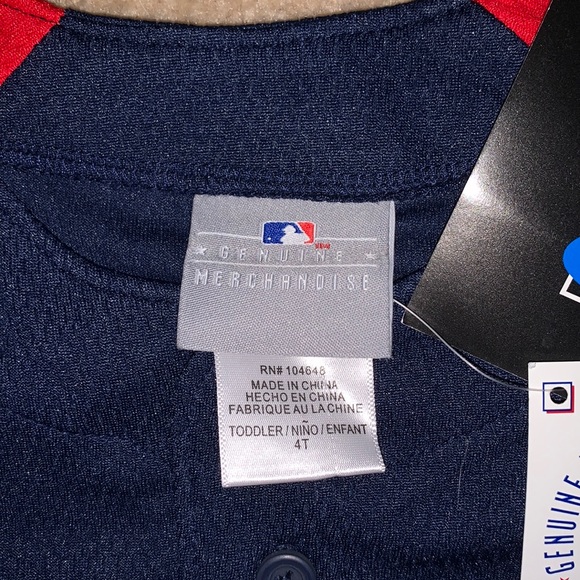 GENUINE
MERCHANDISE
RN# 104648
MADE IN CHINA
HECHO EN CHINA
FABRIQUE AU LA CHINE
TODDLER / NIÑO / ENFANT
4T
GENUINE